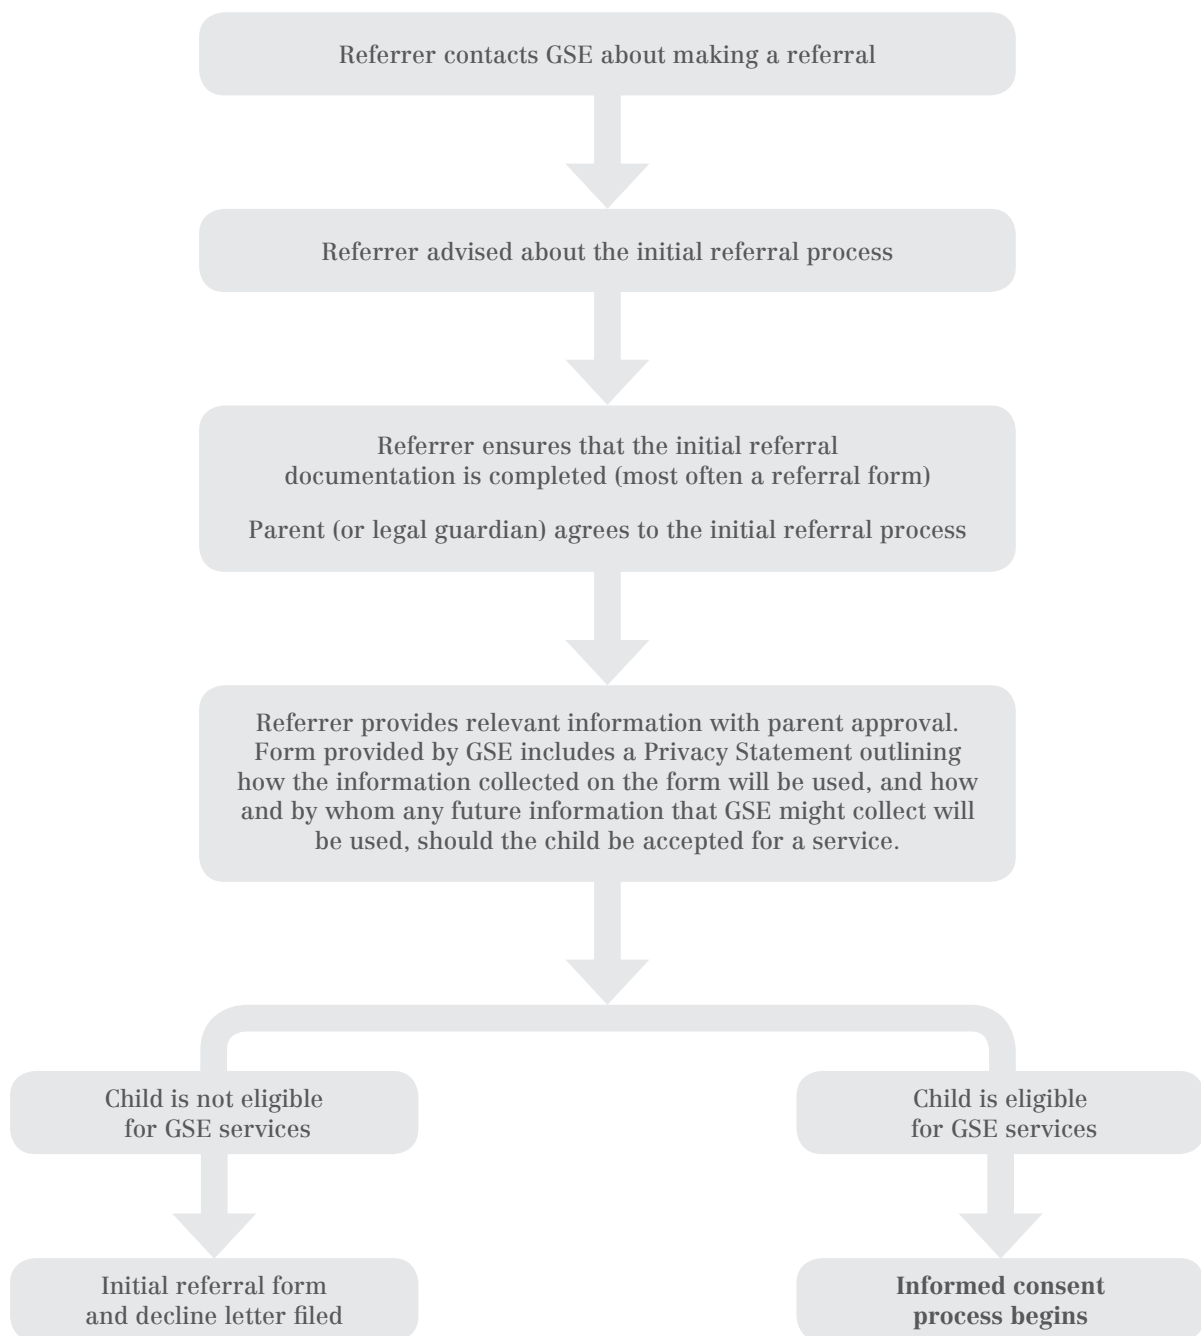 Referrer contacts GSE about making a referral
Referrer advised about the initial referral process
Referrer ensures that the initial referral
documentation is completed (most often a referral form)
Parent (or legal guardian) agrees to the initial referral process
Referrer provides relevant information with parent approval.
Form provided by GSE includes a Privacy Statement outlining
how the information collected on the form will be used, and how
and by whom any future information that GSE might collect will
be used, should the child be accepted for a service.
Child is not eligible
for GSE services
Child is eligible
for GSE services
Initial referral form
and decline letter filed
Informed consent
process begins